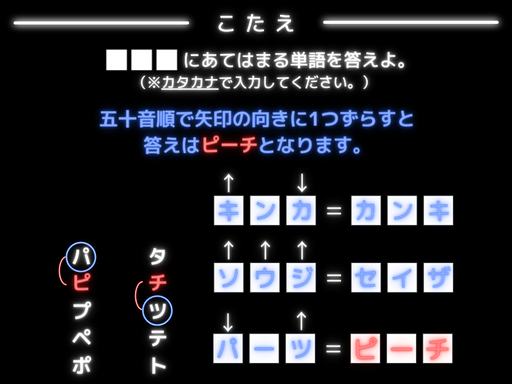 こたえ
■■■にあてはまる単語を答えよ。
(※カタカナで入力してください。)
五十音順で矢印の向きに1つずらすと
答えはピーチとなります。
↑ ↓
キンカ=カンキ
↑↑↑
ソウジ=セイザ
↓ ↑
パーツ=ピーチ
パ タ
ピ チ
プ ツ
ペ テ
ポ ト